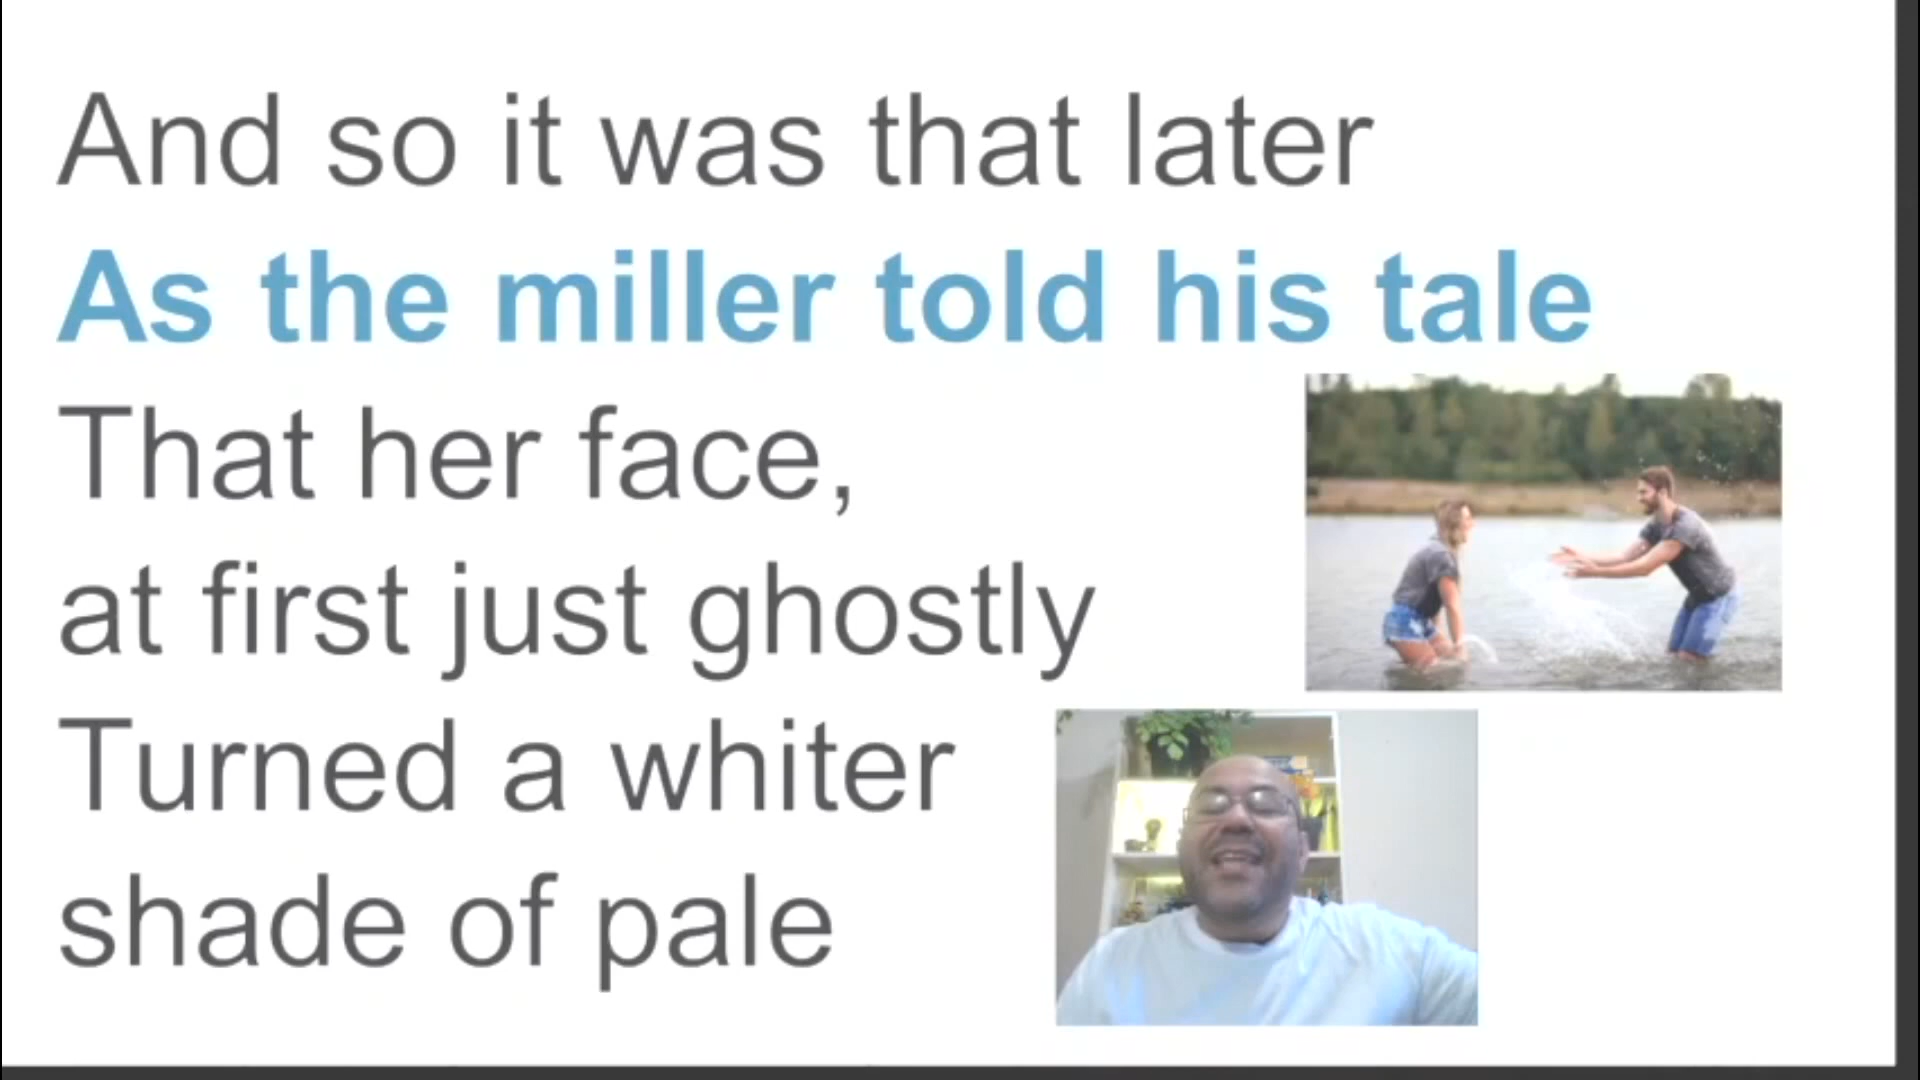 And so it was that later
As the miller told his tale
That her face,
at first just ghostly
Turned a whiter
shade of pale